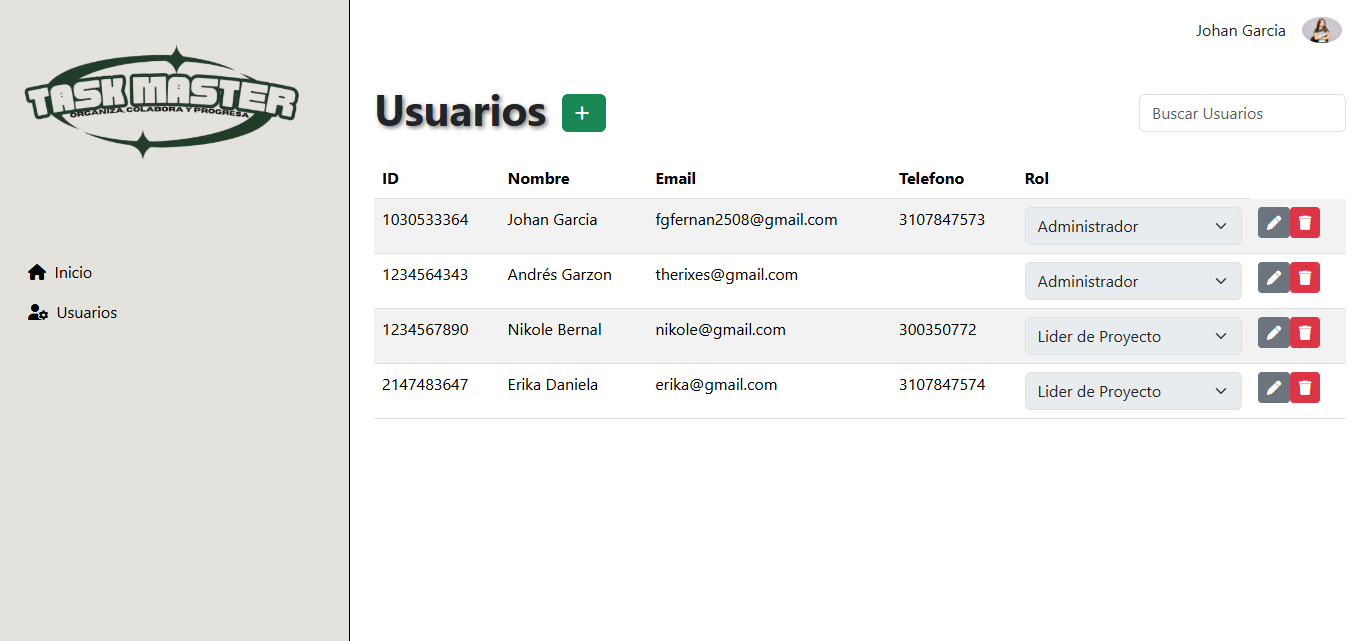 TASK MASTER
ORGANIZA, COLABORA Y PROGRESA
Inicio
Usuarios
Johan Garcia
Usuarios +
Buscar Usuarios
ID Nombre Email Telefono Rol
1030533364 Johan Garcia fgfernan2508@gmail.com 3107847573 Administrador
1234564343 Andrés Garzon therixes@gmail.com Administrador
1234567890 Nikole Bernal nikole@gmail.com 300350772 Lider de Proyecto
2147483647 Erika Daniela erika@gmail.com 3107847574 Lider de Proyecto